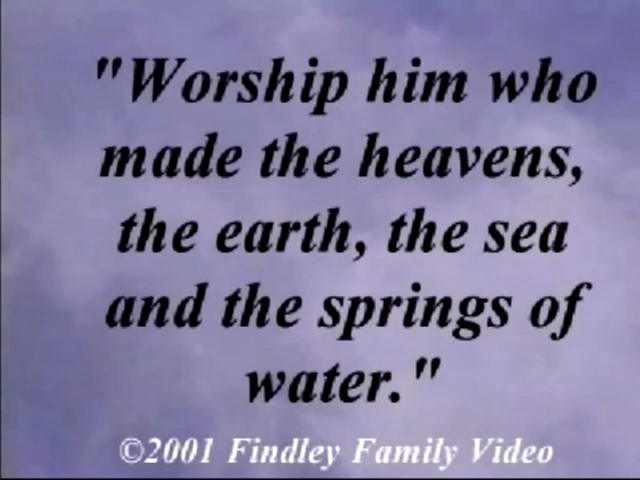 "Worship him who
made the heavens,
the earth, the sea
and the springs of
water."
©2001 Findley Family Video